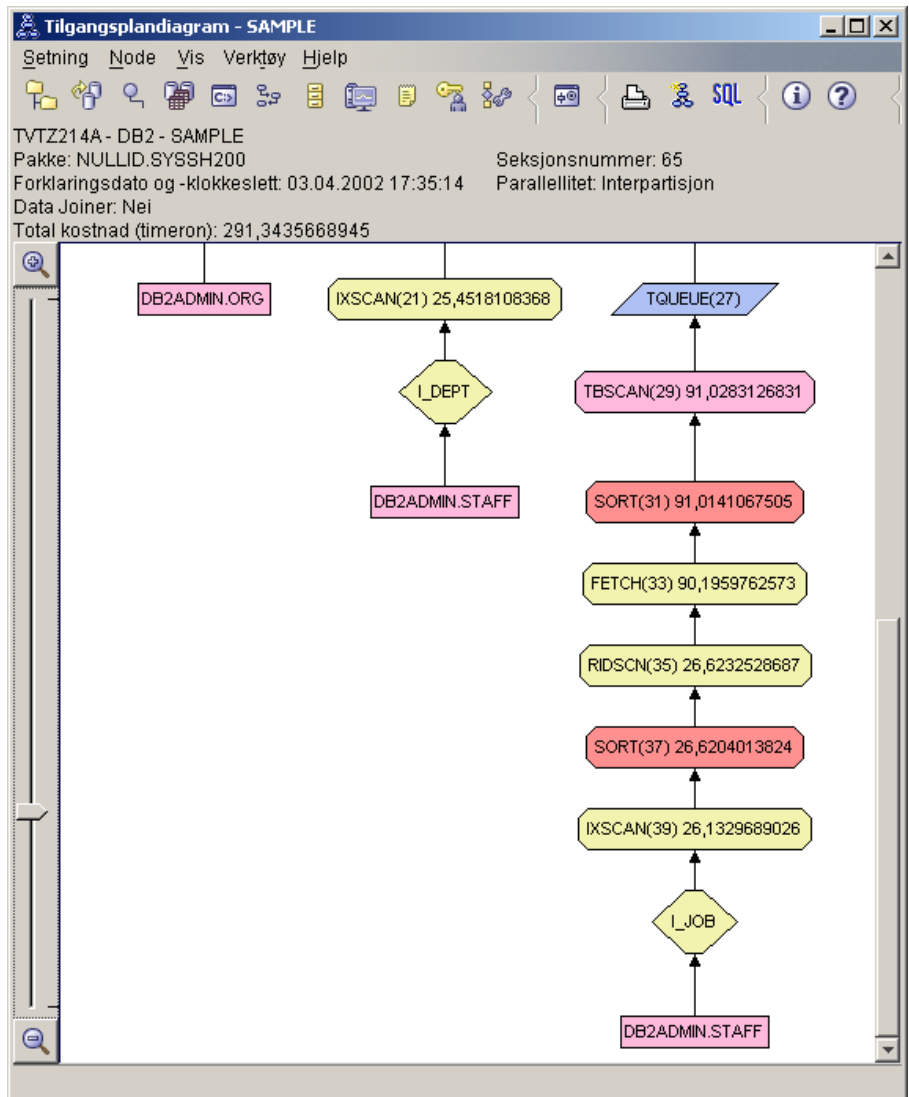 Tilgangsplandiagram - SAMPLE
Setning Node Vis Verktøy Hjelp
C:> SQL
TVTZ214A - DB2 - SAMPLE
Pakke: NULLID.SYSSH200 Seksjonsnummer: 65
Forklaringsdato og -klokkeslett: 03.04.2002 17:35:14 Parallellitet: Interpartisjon
Data Joiner: Nei
Total kostnad (timeron): 291,3435668945
DB2ADMIN.ORG
IXSCAN(21) 25,4518108368
TQUEUE(27)
I_DEPT
TBSCAN(29) 91,0283126831
DB2ADMIN.STAFF
SORT(31) 91,0141067505
FETCH(33) 90,1959762573
RIDSCN(35) 26,6232528687
SORT(37) 26,6204013824
IXSCAN(39) 26,1329689026
I_JOB
DB2ADMIN.STAFF